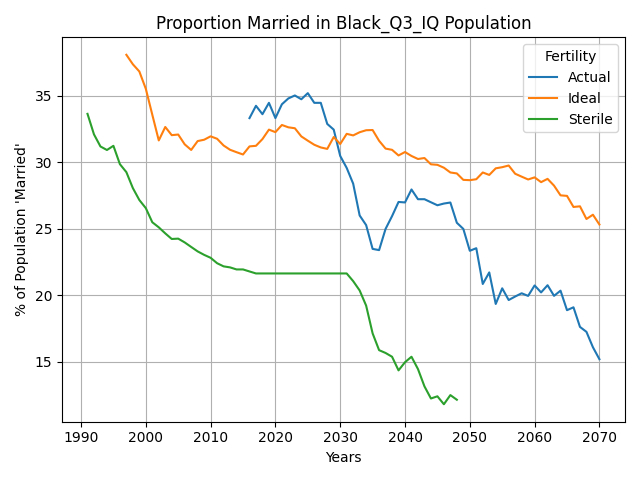 Proportion Married in Black_Q3_IQ Population
% of Population 'Married'
35
30
25
20
15
Fertility
Actual
Ideal
Sterile
1990 2000 2010 2020 2030 2040 2050 2060 2070
Years